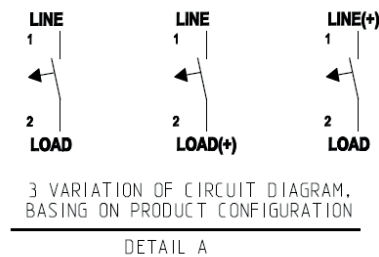 LINE LINE LINE(+)
1 1 1
2 2 2
LOAD LOAD(+) LOAD
3 VARIATION OF CIRCUIT DIAGRAM,
BASING ON PRODUCT CONFIGURATION
DETAIL A